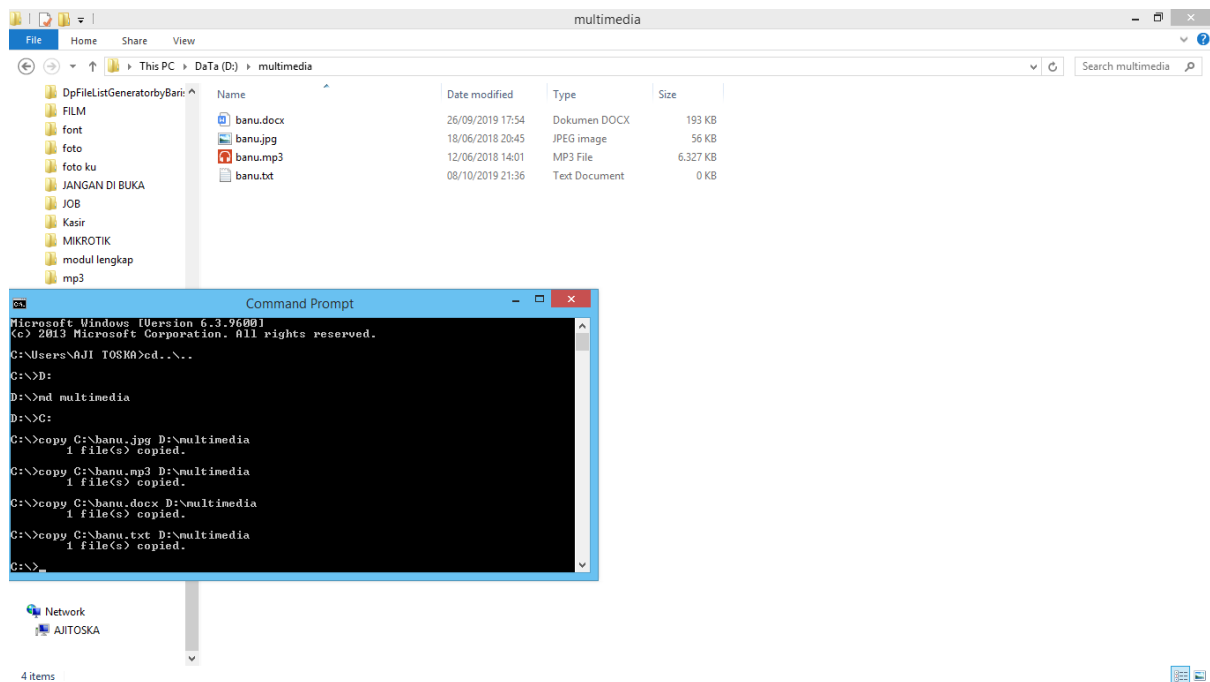 multimedia
File Home Share View
This PC DaTa (D:) multimedia
Search multimedia
DpFileListGeneratorbyBari:
FILM
font
foto
foto ku
JANGAN DI BUKA
JOB
Kasir
MIKROTIK
modul lengkap
mp3
Name Date modified Type Size
banu.docx 26/09/2019 17:54 Dokumen DOCX 193 KB
banu.jpg 18/06/2018 20:45 JPEG image 56 KB
banu.mp3 12/06/2018 14:01 MP3 File 6.327 KB
banu.txt 08/10/2019 21:36 Text Document 0 KB
C:\. Command Prompt
Microsoft Windows [Version 6.3.9600]
(c) 2013 Microsoft Corporation. All rights reserved.
C:\Users\AJI TOSKA>cd..\..
C:\>D:
D:\>md multimedia
D:\>C:
C:\>copy C:\banu.jpg D:\multimedia
1 file(s) copied.
C:\>copy C:\banu.mp3 D:\multimedia
1 file(s) copied.
C:\>copy C:\banu.docx D:\multimedia
1 file(s) copied.
C:\>copy C:\banu.txt D:\multimedia
1 file(s) copied.
C:\>_
Network
AJITOSKA
4 items